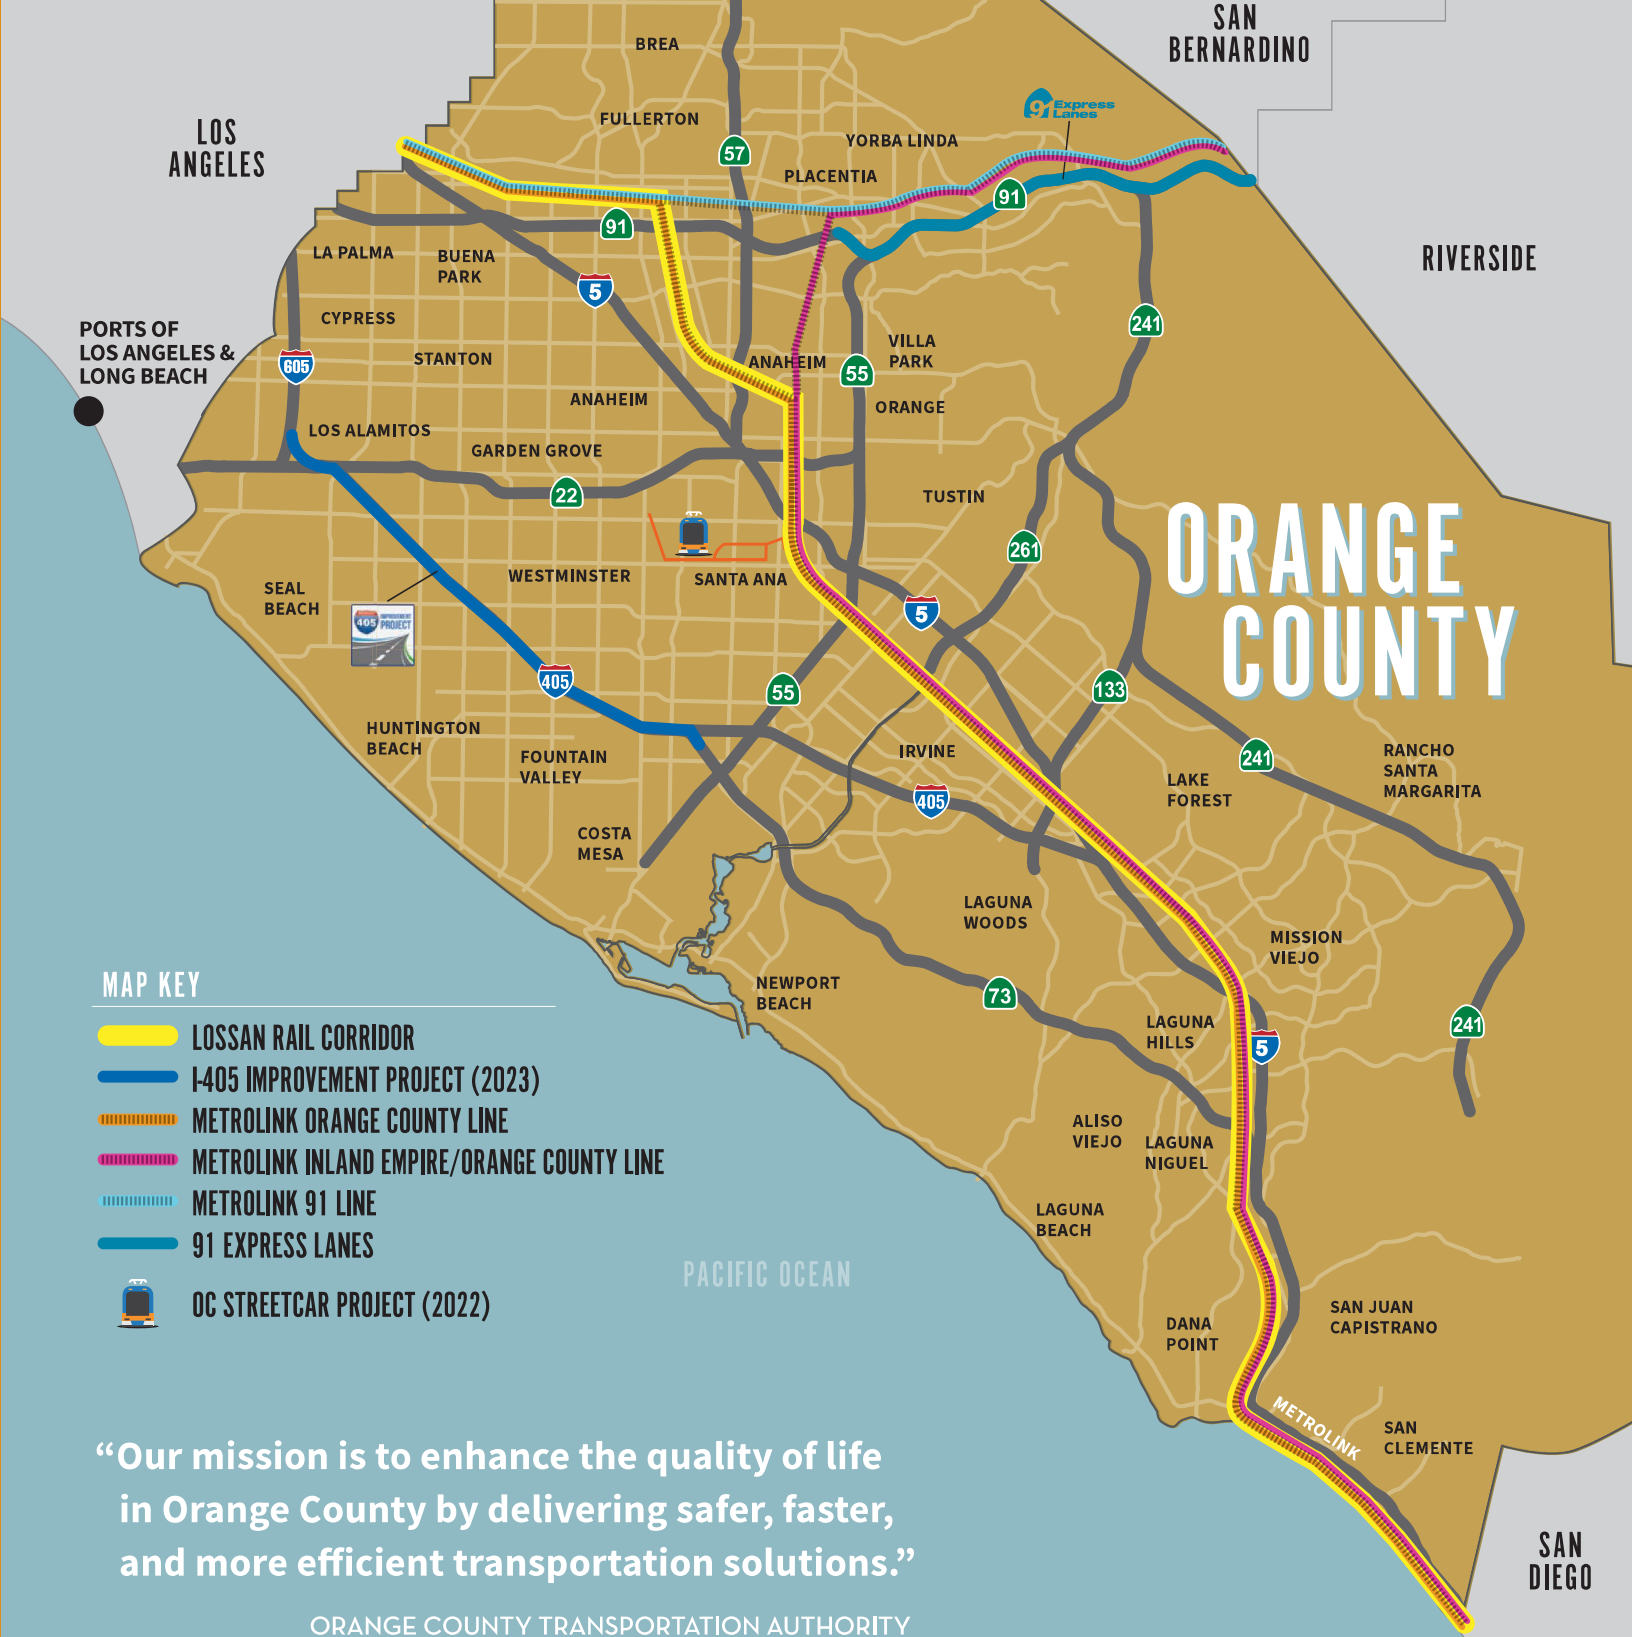 SAN
BERNARDINO
BREA
LOS
ANGELES
FULLERTON
91 Express
Lanes
YORBA LINDA
57
PLACENTIA
91
91
LA PALMA
BUENA
PARK
RIVERSIDE
5
CYPRESS
241
PORTS OF
LOS ANGELES &
LONG BEACH
STANTON
VILLA
PARK
ANAHEIM
605
55
ANAHEIM
ORANGE
LOS ALAMITOS
GARDEN GROVE
22
TUSTIN
ORANGE
COUNTY
261
WESTMINSTER
SANTA ANA
SEAL
BEACH
5
405 IMPROVEMENT
PROJECT
405
55
133
HUNTINGTON
BEACH
FOUNTAIN
VALLEY
IRVINE
241
RANCHO
SANTA
MARGARITA
LAKE
FOREST
405
COSTA
MESA
LAGUNA
WOODS
MISSION
VIEJO
NEWPORT
BEACH
73
LAGUNA
HILLS
5
241
MAP KEY
LOSSAN RAIL CORRIDOR
I-405 IMPROVEMENT PROJECT (2023)
METROLINK ORANGE COUNTY LINE
METROLINK INLAND EMPIRE/ORANGE COUNTY LINE
METROLINK 91 LINE
91 EXPRESS LANES
OC STREETCAR PROJECT (2022)
ALISO
VIEJO
LAGUNA
NIGUEL
LAGUNA
BEACH
PACIFIC OCEAN
SAN JUAN
CAPISTRANO
DANA
POINT
METROLINK
SAN
CLEMENTE
SAN
DIEGO
“Our mission is to enhance the quality of life
in Orange County by delivering safer, faster,
and more efficient transportation solutions.”
ORANGE COUNTY TRANSPORTATION AUTHORITY